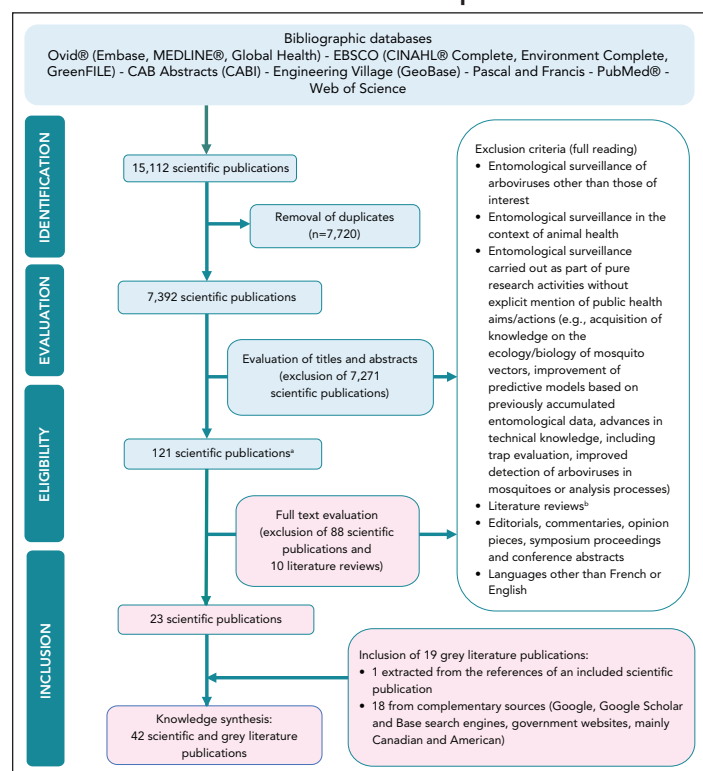 Bibliographic databases
Ovid® (Embase, MEDLINE®, Global Health) - EBSCO (CINAHL® Complete, Environment Complete,
GreenFILE) - CAB Abstracts (CABI) - Engineering Village (GeoBase) - Pascal and Francis - PubMed® -
Web of Science
IDENTIFICATION
15,112 scientific publications
Removal of duplicates
(n=7,720)
EVALUATION
7,392 scientific publications
Evaluation of titles and abstracts
(exclusion of 7,271
scientific publications)
ELIGIBILITY
121 scientific publicationsᵃ
Full text evaluation
(exclusion of 88 scientific
publications and
10 literature reviews)
Exclusion criteria (full reading)
• Entomological surveillance of
arboviruses other than those of
interest
• Entomological surveillance in the
context of animal health
• Entomological surveillance
carried out as part of pure
research activities without
explicit mention of public health
aims/actions (e.g., acquisition of
knowledge on the
ecology/biology of mosquito
vectors, improvement of
predictive models based on
previously accumulated
entomological data, advances in
technical knowledge, including
trap evaluation, improved
detection of arboviruses in
mosquitoes or analysis processes)
• Literature reviewsᵇ
• Editorials, commentaries, opinion
pieces, symposium proceedings
and conference abstracts
• Languages other than French or
English
INCLUSION
23 scientific publications
Inclusion of 19 grey literature publications:
• 1 extracted from the references of an included scientific
publication
• 18 from complementary sources (Google, Google Scholar
and Base search engines, government websites, mainly
Canadian and American)
Knowledge synthesis:
42 scientific and grey literature
publications